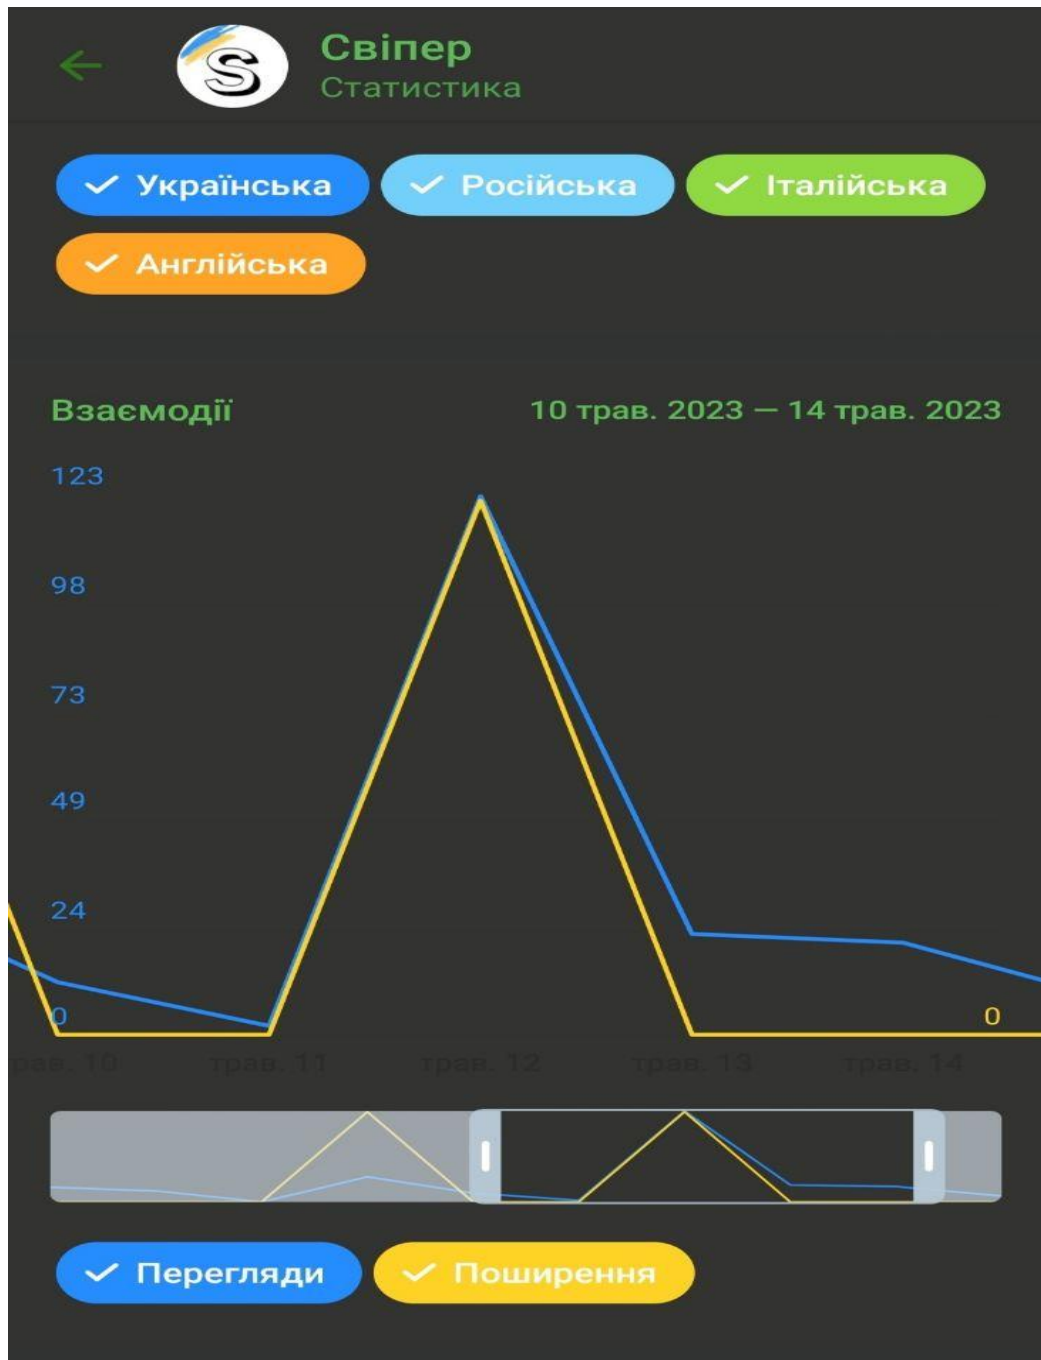 Свіпер
Статистика
Українська Російська Італійська
Англійська
Взаємодії 10 трав. 2023 — 14 трав. 2023
123
98
73
49
24
0 0
трав. 10 трав. 11 трав. 12 трав. 13 трав. 14
Перегляди Поширення